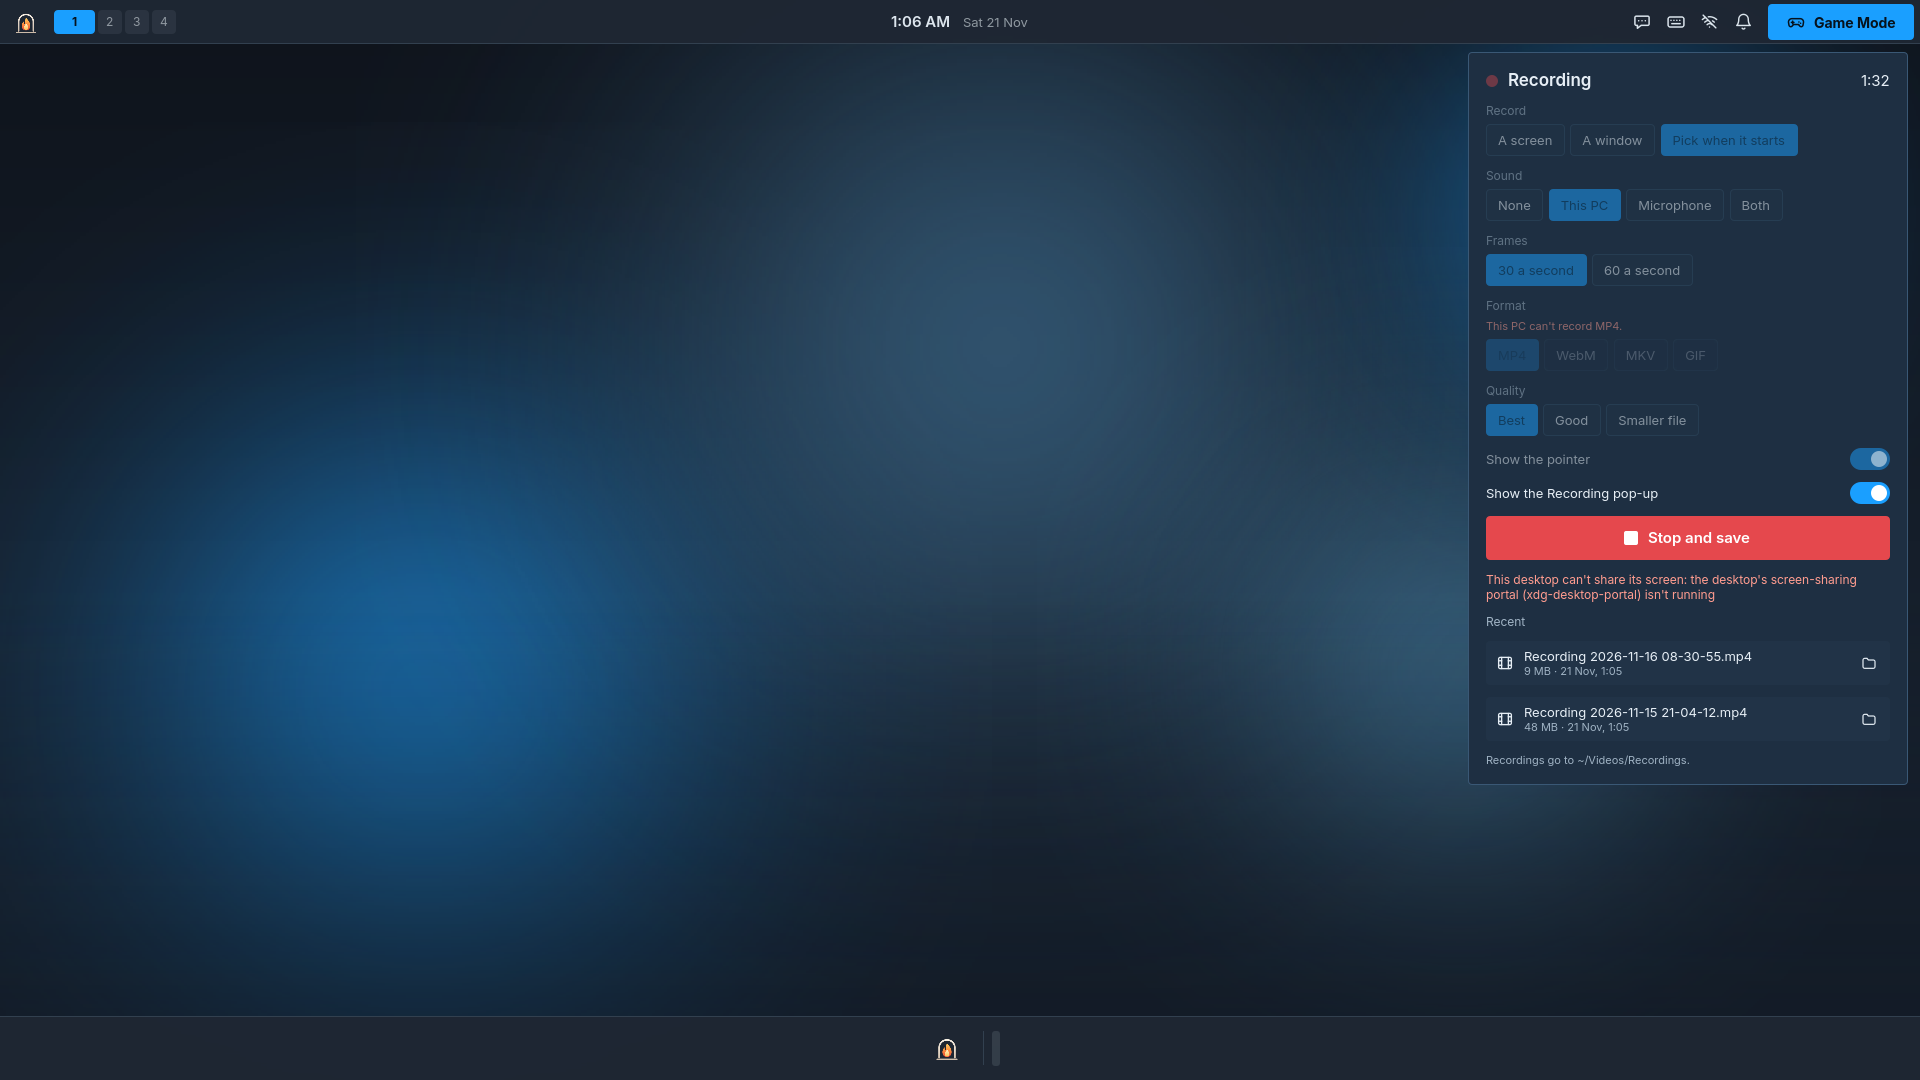 1
2
3
4
1:06 AM
Sat 21 Nov
Game Mode
Recording
1:32
Record
A screen
A window
Pick when it starts
Sound
None
This PC
Microphone
Both
Frames
30 a second
60 a second
Format
This PC can't record MP4.
MP4
WebM
MKV
GIF
Quality
Best
Good
Smaller file
Show the pointer
Show the Recording pop-up
Stop and save
This desktop can't share its screen: the desktop's screen-sharing
portal (xdg-desktop-portal) isn't running
Recent
Recording 2026-11-16 08-30-55.mp4
9 MB · 21 Nov, 1:05
Recording 2026-11-15 21-04-12.mp4
48 MB · 21 Nov, 1:05
Recordings go to ~/Videos/Recordings.